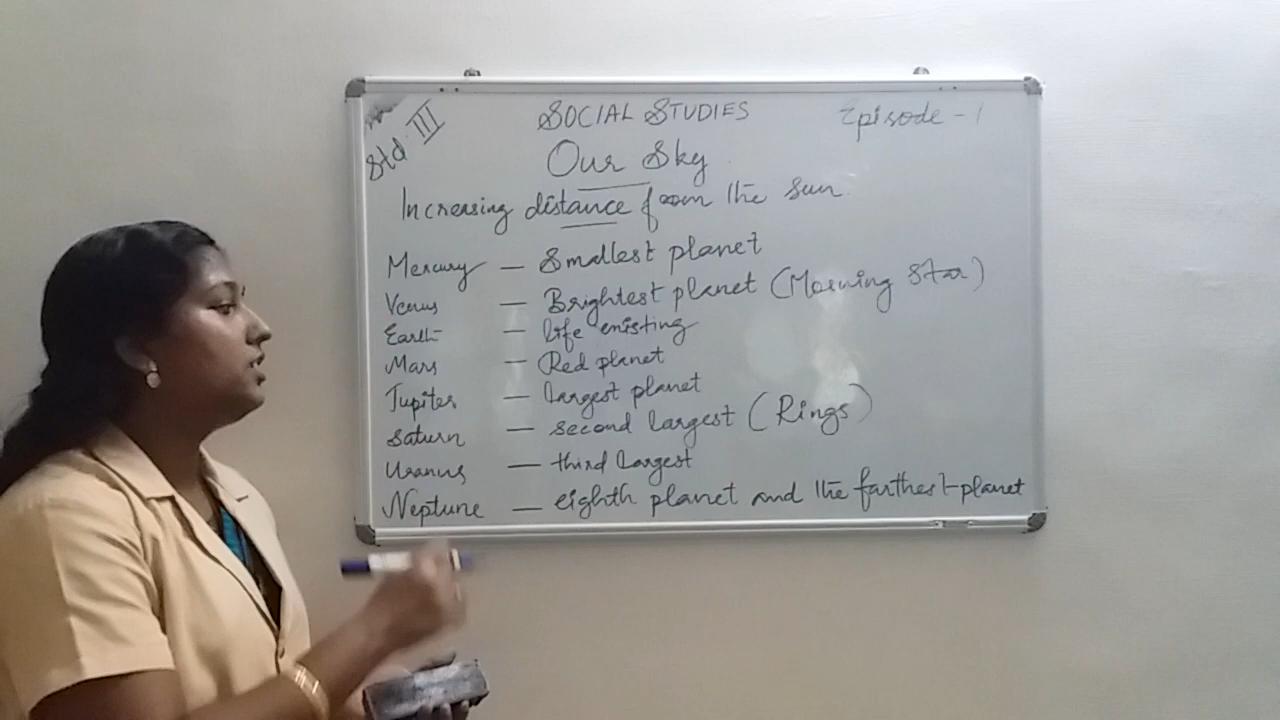 Std III
SOCIAL STUDIES
Episode - 1
Our Sky
Increasing distance from the sun.
Mercury — Smallest planet
Venus — Brightest planet (Morning Star)
Earth — life existing
Mars — Red planet
Jupiter — largest planet
Saturn — second largest (Rings)
Uranus — third largest
Neptune — eighth planet and the farthest planet